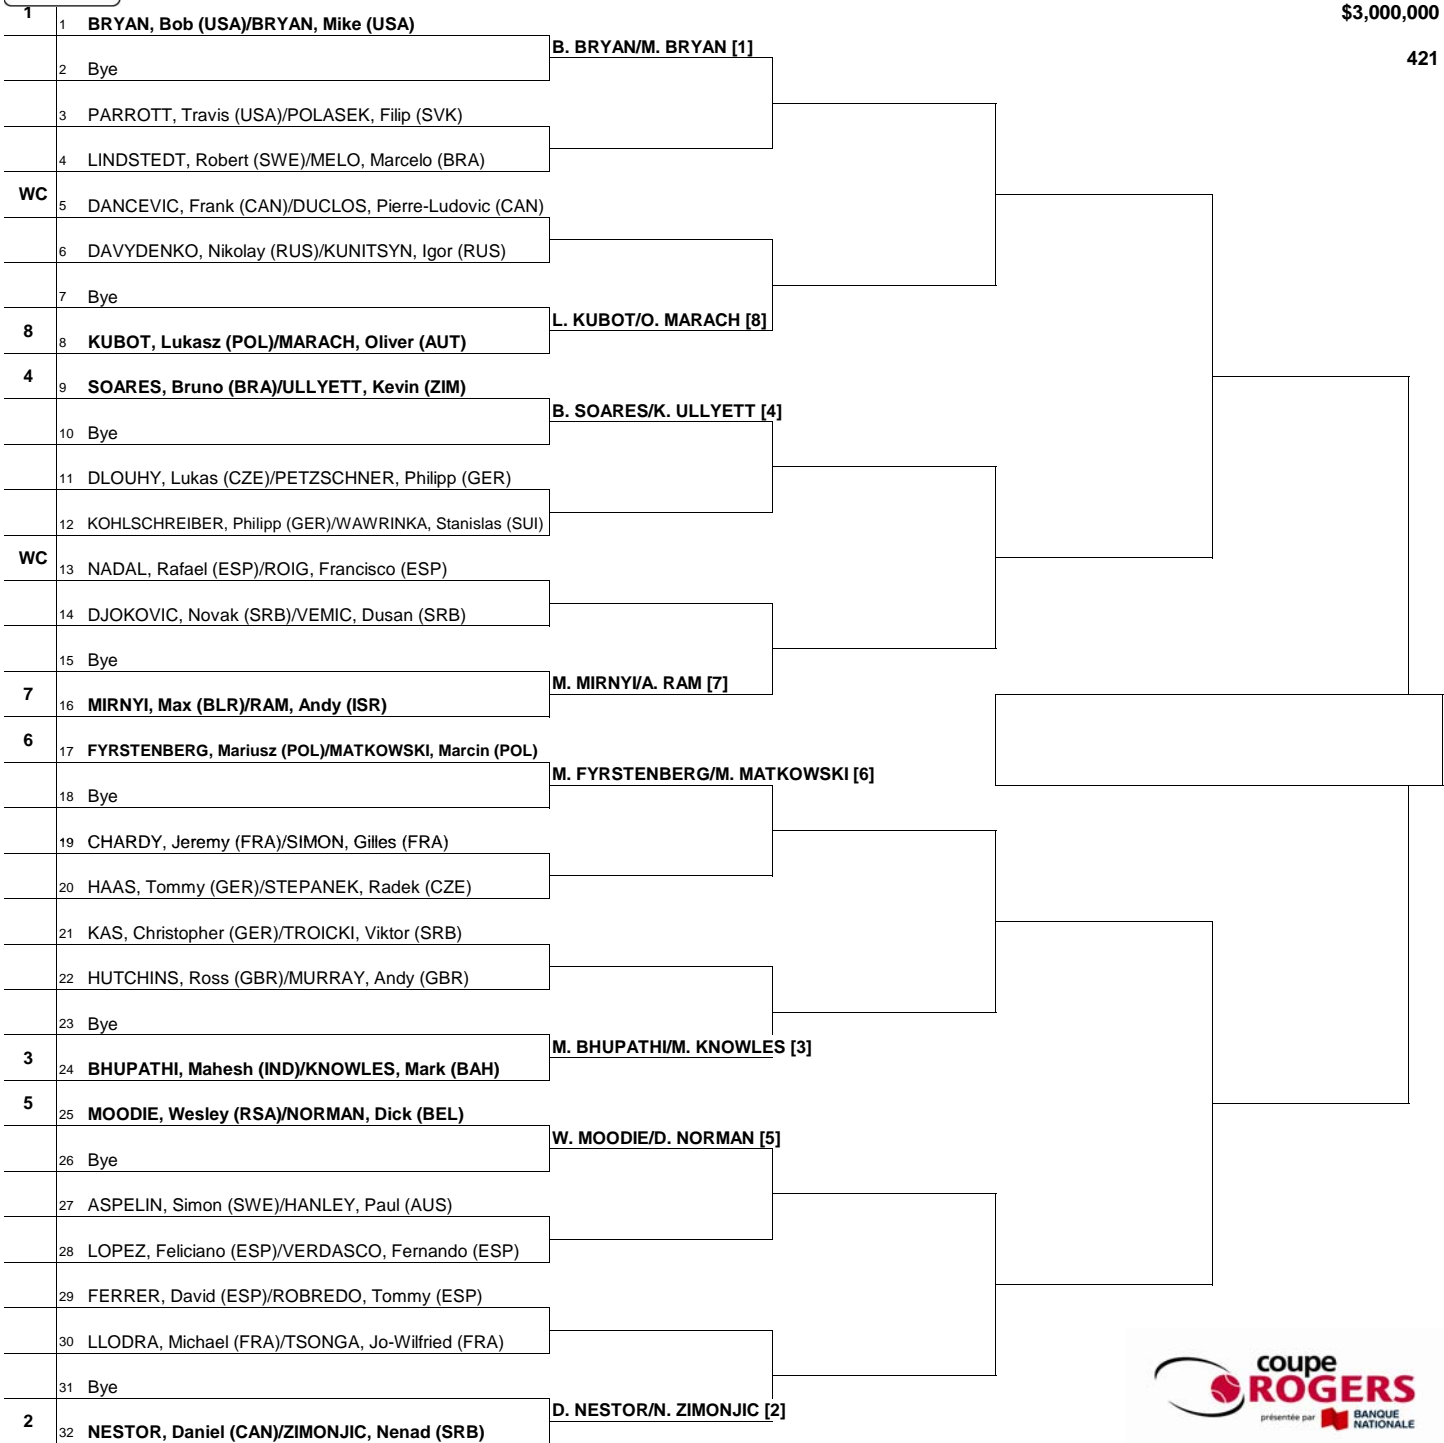 1 1 BRYAN, Bob (USA)/BRYAN, Mike (USA) $3,000,000
B. BRYAN/M. BRYAN [1]
421
2 Bye
3 PARROTT, Travis (USA)/POLASEK, Filip (SVK)
4 LINDSTEDT, Robert (SWE)/MELO, Marcelo (BRA)
WC 5 DANCEVIC, Frank (CAN)/DUCLOS, Pierre-Ludovic (CAN)
6 DAVYDENKO, Nikolay (RUS)/KUNITSYN, Igor (RUS)
7 Bye
L. KUBOT/O. MARACH [8]
8 8 KUBOT, Lukasz (POL)/MARACH, Oliver (AUT)
4 9 SOARES, Bruno (BRA)/ULLYETT, Kevin (ZIM)
B. SOARES/K. ULLYETT [4]
10 Bye
11 DLOUHY, Lukas (CZE)/PETZSCHNER, Philipp (GER)
12 KOHLSCHREIBER, Philipp (GER)/WAWRINKA, Stanislas (SUI)
WC 13 NADAL, Rafael (ESP)/ROIG, Francisco (ESP)
14 DJOKOVIC, Novak (SRB)/VEMIC, Dusan (SRB)
15 Bye
M. MIRNYI/A. RAM [7]
7 16 MIRNYI, Max (BLR)/RAM, Andy (ISR)
6 17 FYRSTENBERG, Mariusz (POL)/MATKOWSKI, Marcin (POL)
M. FYRSTENBERG/M. MATKOWSKI [6]
18 Bye
19 CHARDY, Jeremy (FRA)/SIMON, Gilles (FRA)
20 HAAS, Tommy (GER)/STEPANEK, Radek (CZE)
21 KAS, Christopher (GER)/TROICKI, Viktor (SRB)
22 HUTCHINS, Ross (GBR)/MURRAY, Andy (GBR)
23 Bye
M. BHUPATHI/M. KNOWLES [3]
3 24 BHUPATHI, Mahesh (IND)/KNOWLES, Mark (BAH)
5 25 MOODIE, Wesley (RSA)/NORMAN, Dick (BEL)
W. MOODIE/D. NORMAN [5]
26 Bye
27 ASPELIN, Simon (SWE)/HANLEY, Paul (AUS)
28 LOPEZ, Feliciano (ESP)/VERDASCO, Fernando (ESP)
29 FERRER, David (ESP)/ROBREDO, Tommy (ESP)
30 LLODRA, Michael (FRA)/TSONGA, Jo-Wilfried (FRA)
31 Bye
D. NESTOR/N. ZIMONJIC [2]
2 32 NESTOR, Daniel (CAN)/ZIMONJIC, Nenad (SRB)
coupe
ROGERS
présentée par BANQUE
NATIONALE